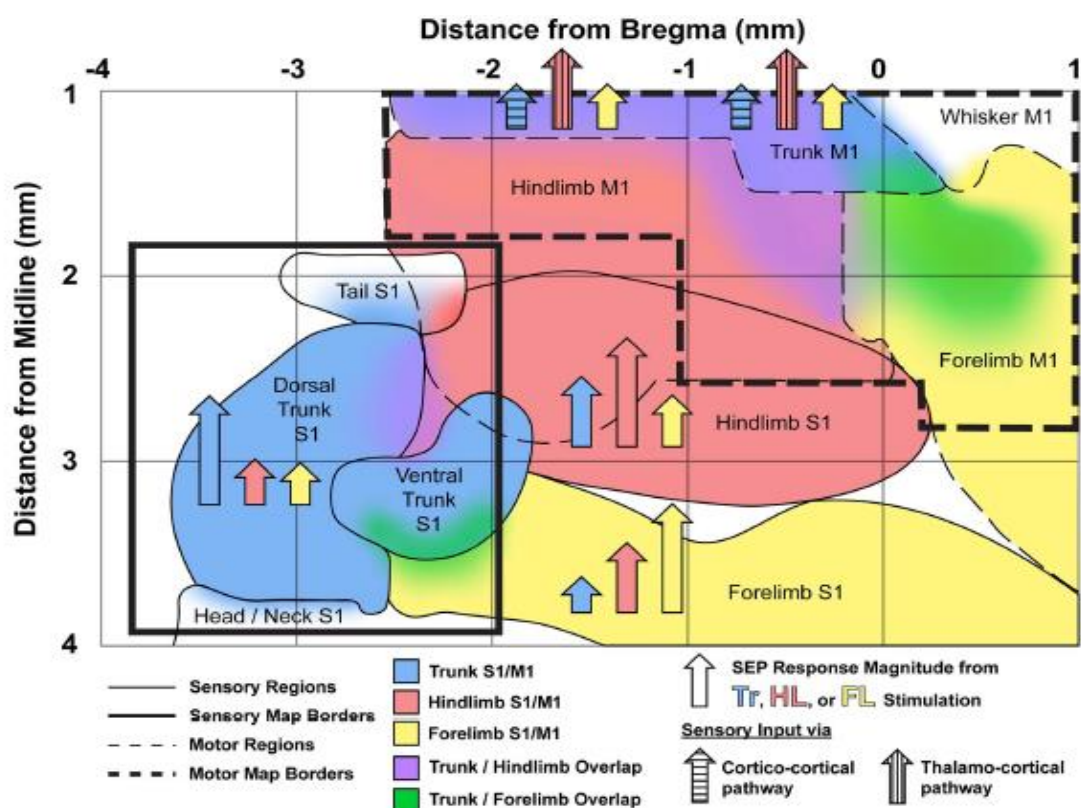 Distance from Bregma (mm)
-4
-3
-2
-1
0
1
Distance from Midline (mm)
1
2
3
4
Whisker M1
Trunk M1
Hindlimb M1
Tail S1
Forelimb M1
Dorsal
Trunk
S1
Hindlimb S1
Ventral
Trunk
S1
Forelimb S1
Head / Neck S1
Sensory Regions
Sensory Map Borders
Motor Regions
Motor Map Borders
Trunk S1/M1
Hindlimb S1/M1
Forelimb S1/M1
Trunk / Hindlimb Overlap
Trunk / Forelimb Overlap
SEP Response Magnitude from
Tr, HL, or FL Stimulation
Sensory Input via
Cortico-cortical
pathway
Thalamo-cortical
pathway